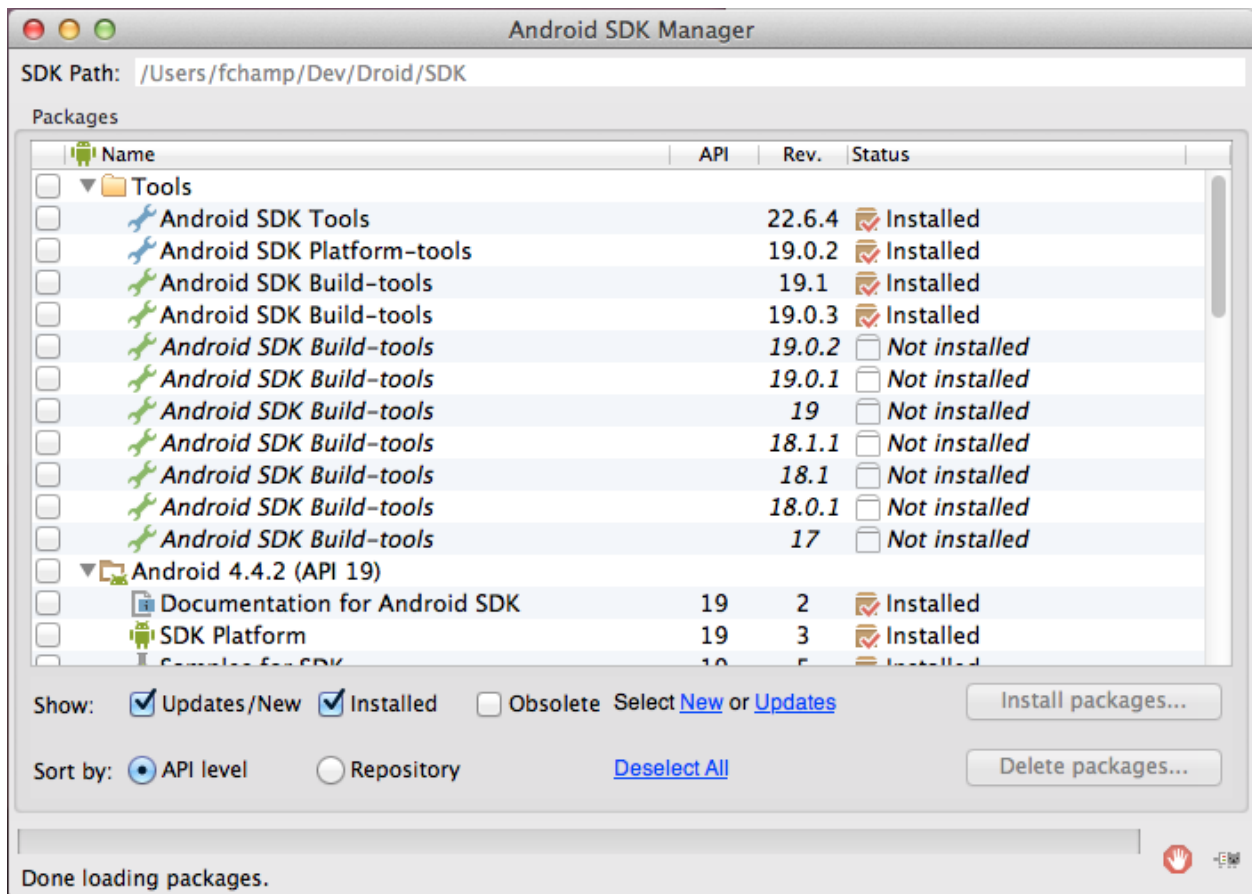 Android SDK Manager
SDK Path: /Users/fchamp/Dev/Droid/SDK
Packages
Name API Rev. Status
Tools
Android SDK Tools 22.6.4 Installed
Android SDK Platform-tools 19.0.2 Installed
Android SDK Build-tools 19.1 Installed
Android SDK Build-tools 19.0.3 Installed
Android SDK Build-tools 19.0.2 Not installed
Android SDK Build-tools 19.0.1 Not installed
Android SDK Build-tools 19 Not installed
Android SDK Build-tools 18.1.1 Not installed
Android SDK Build-tools 18.1 Not installed
Android SDK Build-tools 18.0.1 Not installed
Android SDK Build-tools 17 Not installed
Android 4.4.2 (API 19)
Documentation for Android SDK 19 2 Installed
SDK Platform 19 3 Installed
Samples for SDK 19 5 Installed
Show: Updates/New Installed Obsolete Select New or Updates Install packages...
Sort by: API level Repository Deselect All Delete packages...
Done loading packages.